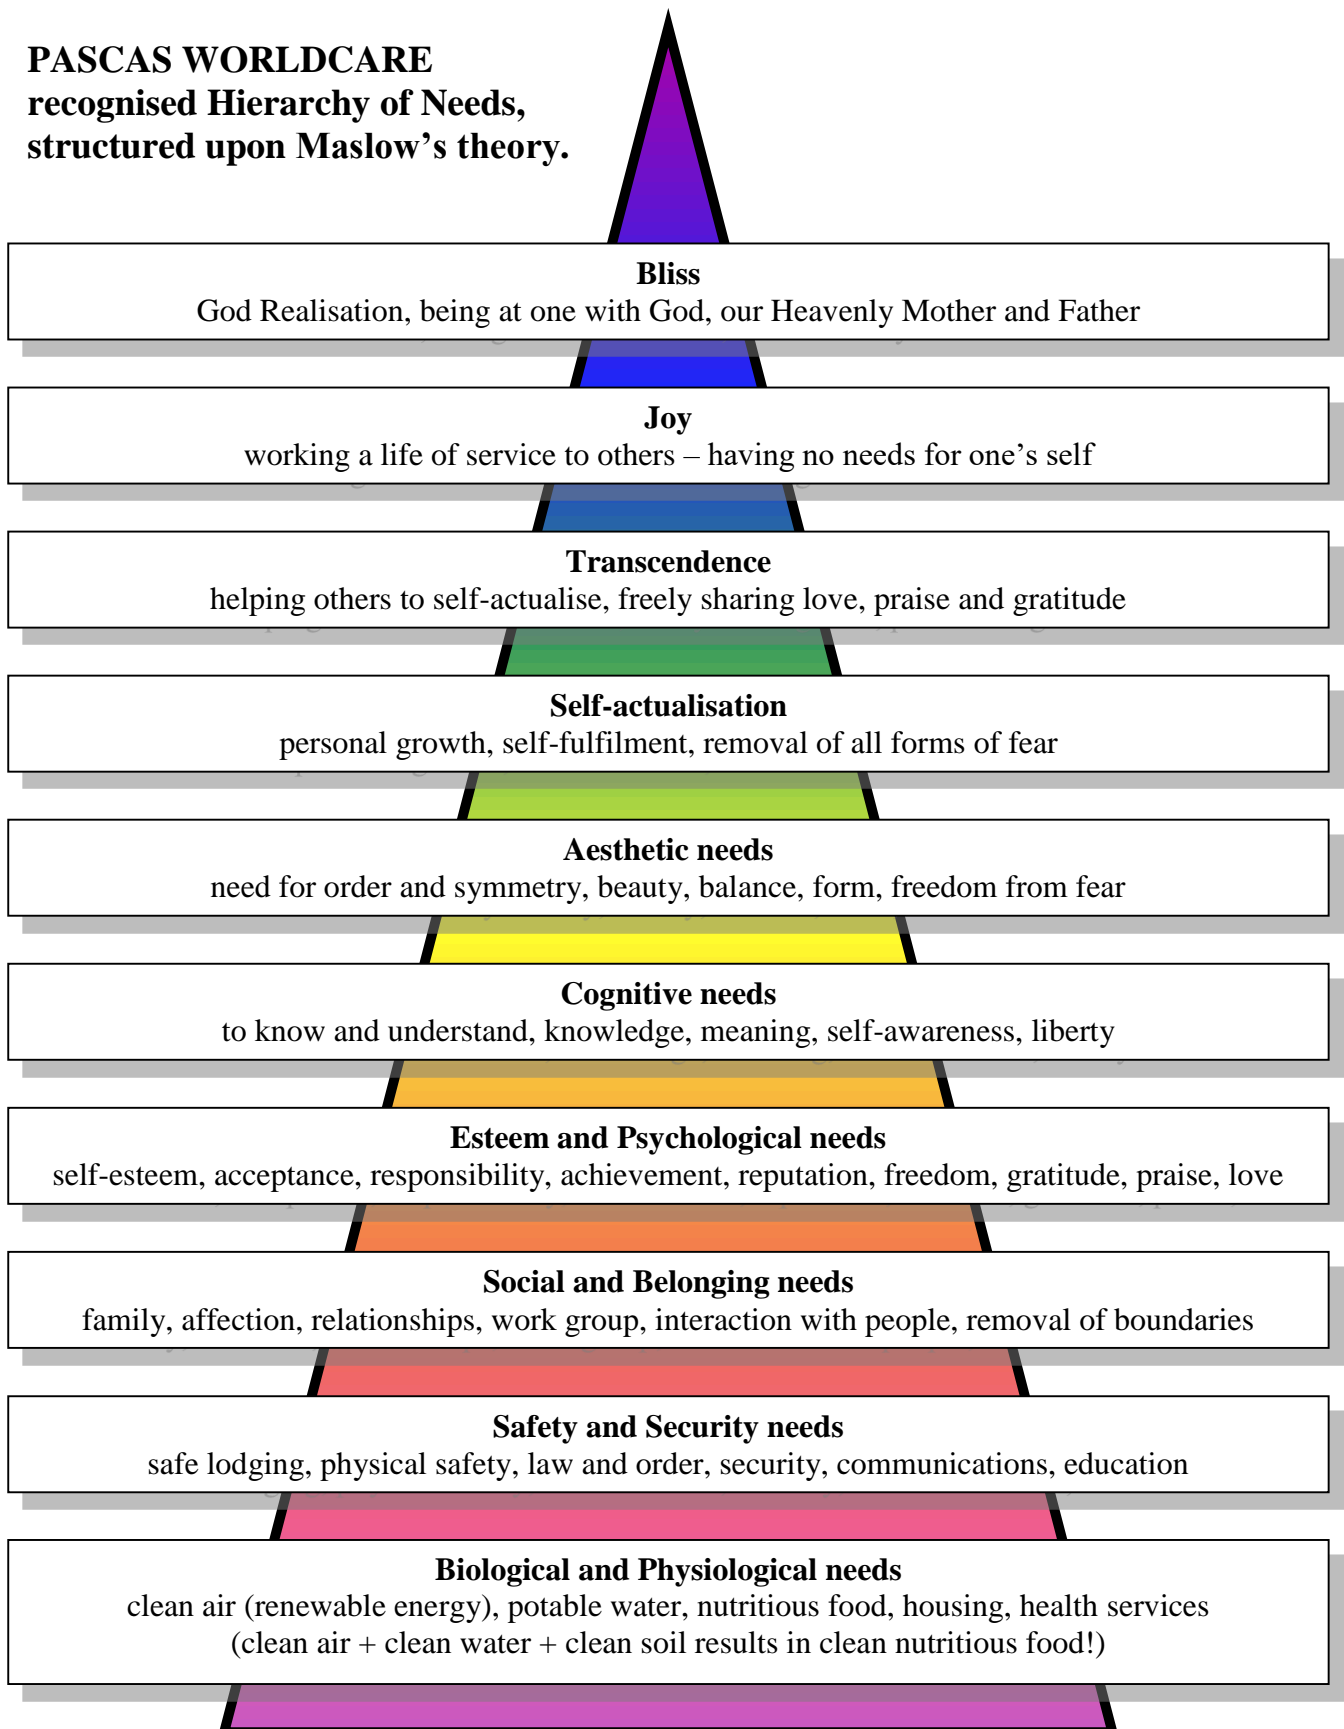 PASCAS WORLDCARE
recognised Hierarchy of Needs,
structured upon Maslow’s theory.
Bliss
God Realisation, being at one with God, our Heavenly Mother and Father
Joy
working a life of service to others – having no needs for one’s self
Transcendence
helping others to self-actualise, freely sharing love, praise and gratitude
Self-actualisation
personal growth, self-fulfilment, removal of all forms of fear
Aesthetic needs
need for order and symmetry, beauty, balance, form, freedom from fear
Cognitive needs
to know and understand, knowledge, meaning, self-awareness, liberty
Esteem and Psychological needs
self-esteem, acceptance, responsibility, achievement, reputation, freedom, gratitude, praise, love
Social and Belonging needs
family, affection, relationships, work group, interaction with people, removal of boundaries
Safety and Security needs
safe lodging, physical safety, law and order, security, communications, education
Biological and Physiological needs
clean air (renewable energy), potable water, nutritious food, housing, health services
(clean air + clean water + clean soil results in clean nutritious food!)